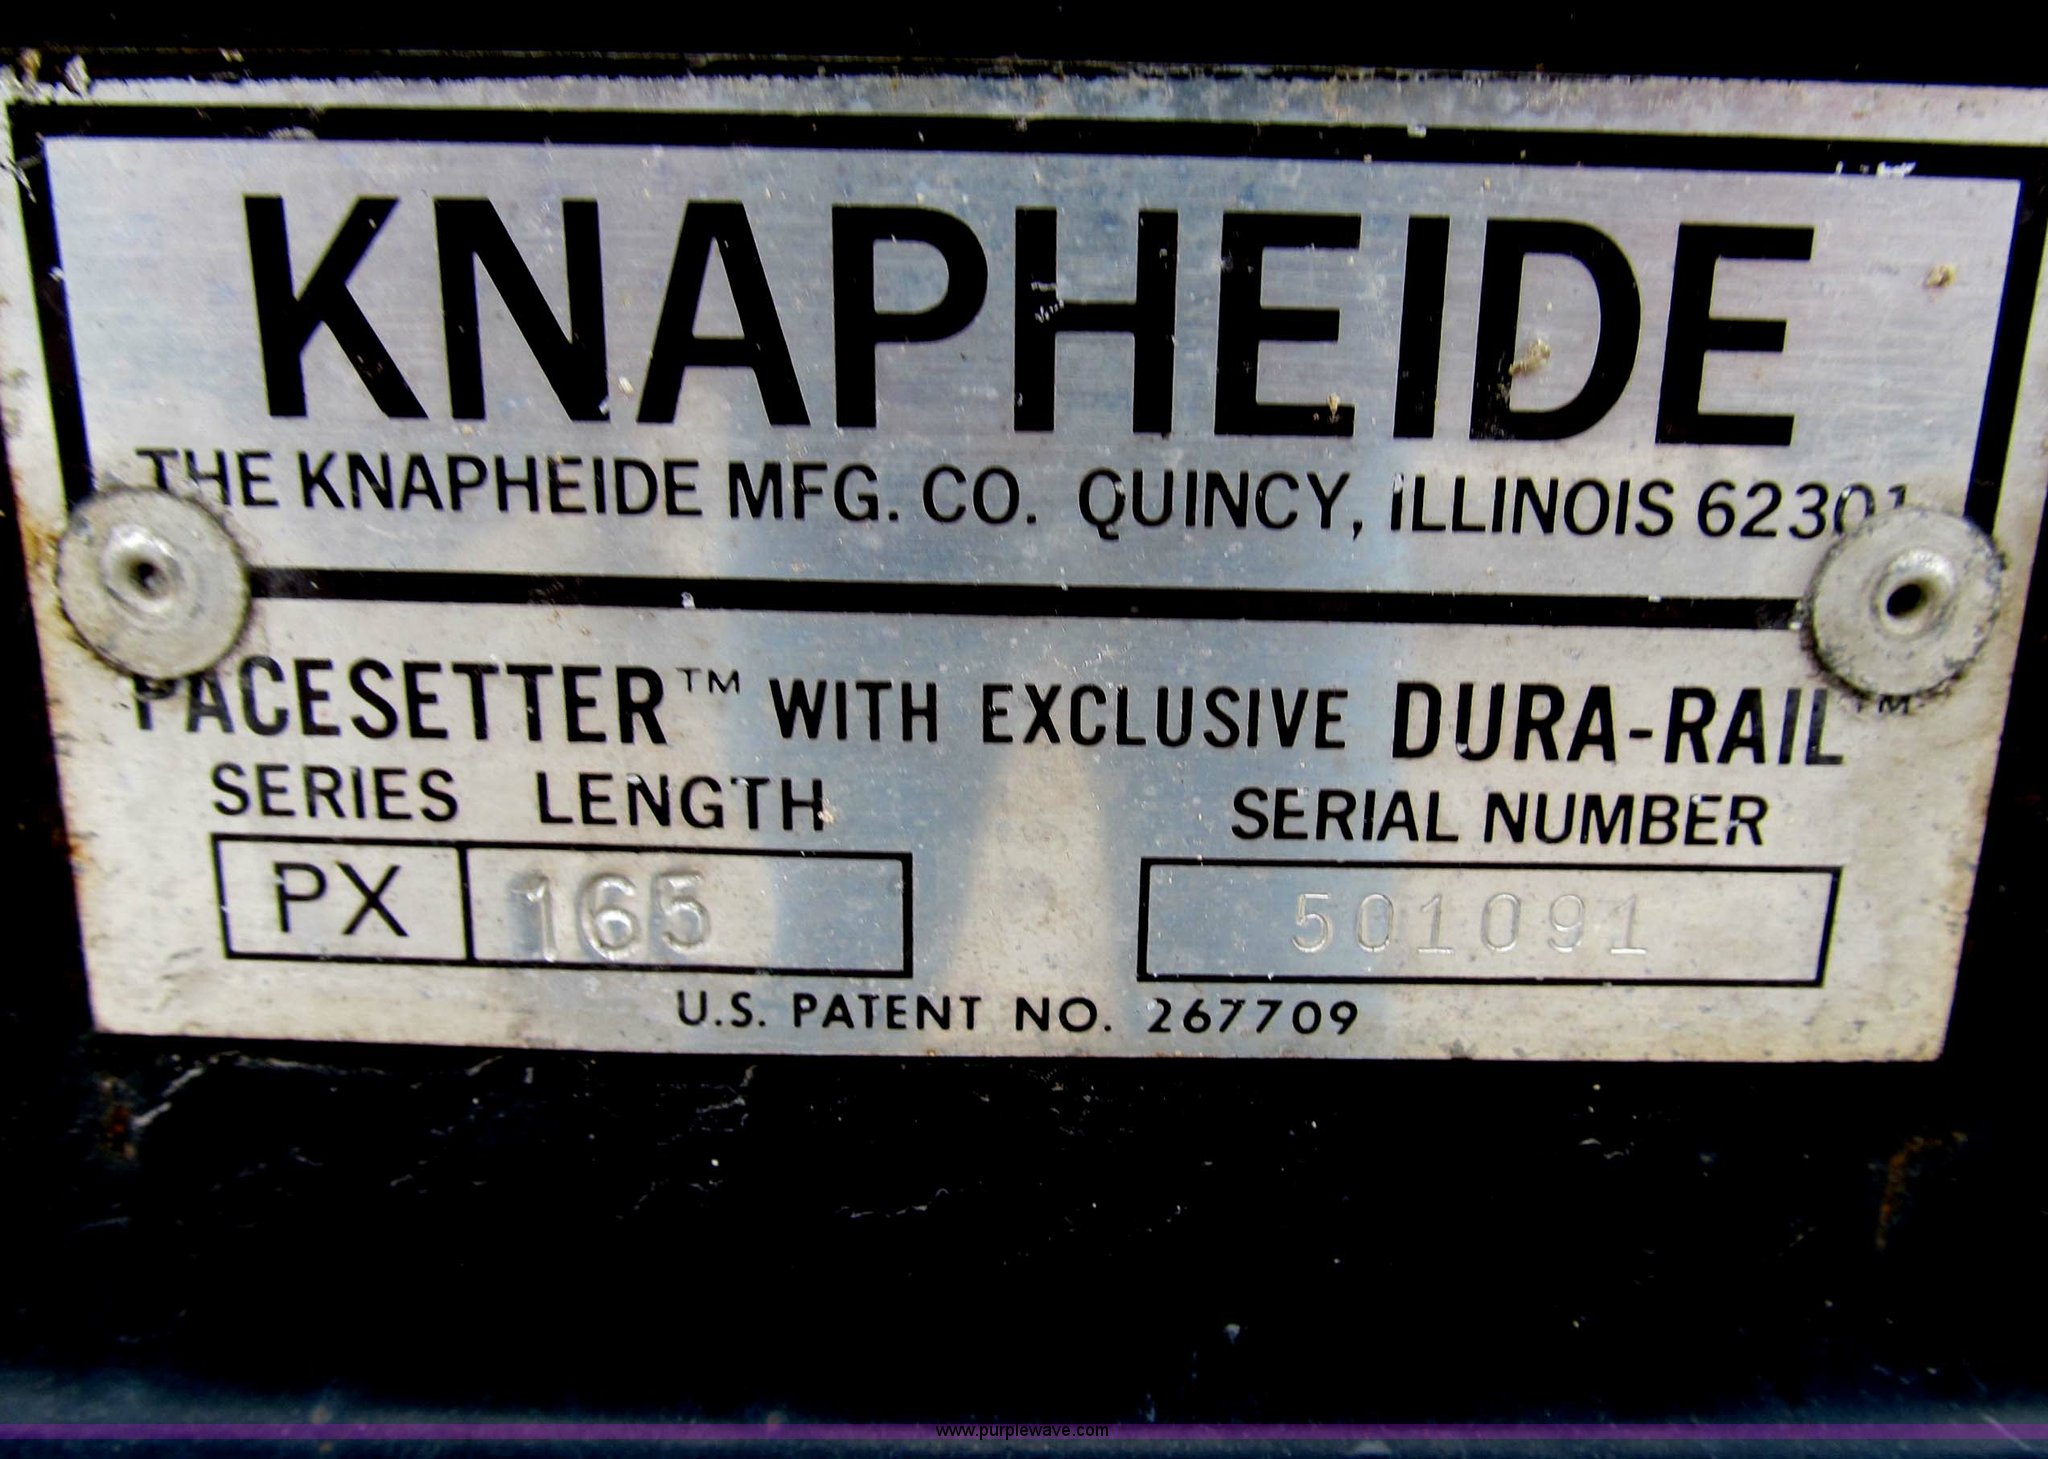 KNAPHEIDE
THE KNAPHEIDE MFG. CO. QUINCY, ILLINOIS 62301
PACESETTER™ WITH EXCLUSIVE DURA-RAIL™
SERIES LENGTH SERIAL NUMBER
PX 165 501091
U.S. PATENT NO. 267709
www.purplewave.com